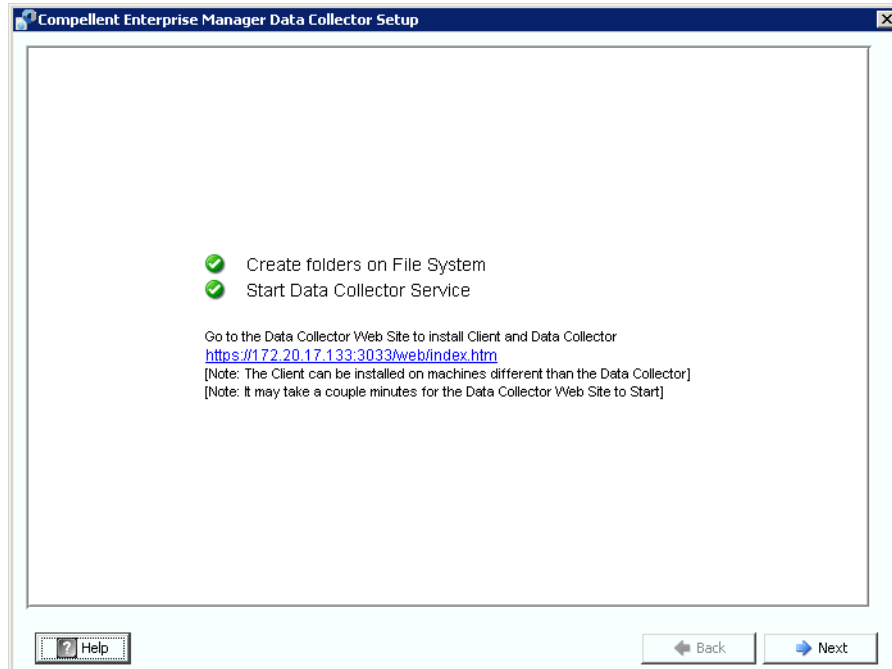 Compellent Enterprise Manager Data Collector Setup
Create folders on File System
Start Data Collector Service
Go to the Data Collector Web Site to install Client and Data Collector
https://172.20.17.133:3033/web/index.htm
[Note: The Client can be installed on machines different than the Data Collector]
[Note: It may take a couple minutes for the Data Collector Web Site to Start]
? Help
Back
Next